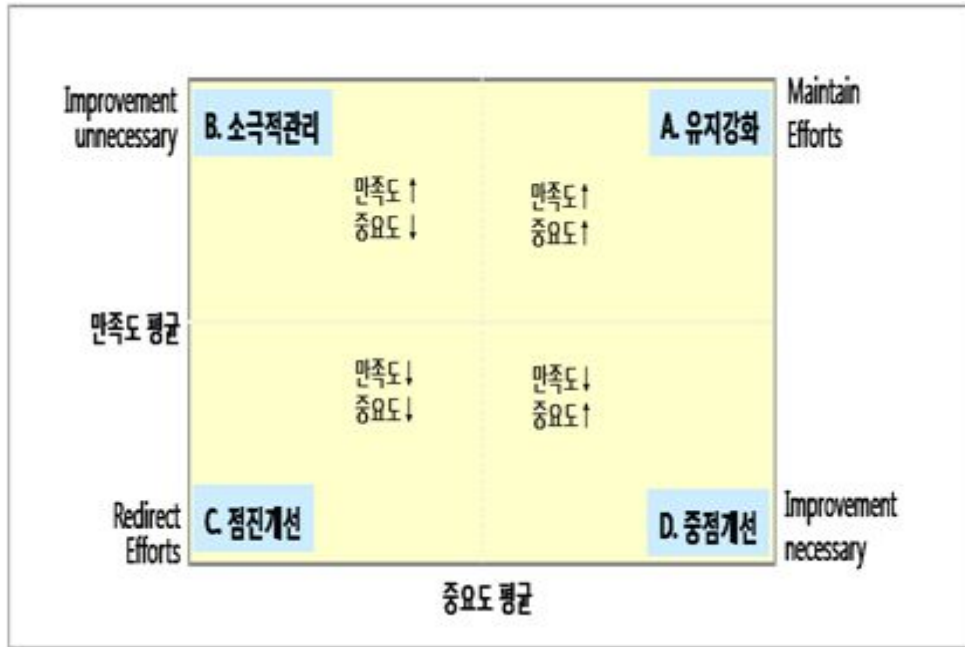 Improvement
unnecessary
B. 소극적관리
A. 유지강화
Maintain
Efforts
만족도 ↑
중요도 ↓
만족도↑
중요도↑
만족도 평균
만족도↓
중요도↓
만족도↓
중요도↑
Redirect
Efforts
C. 점진개선
D. 중점개선
Improvement
necessary
중요도 평균